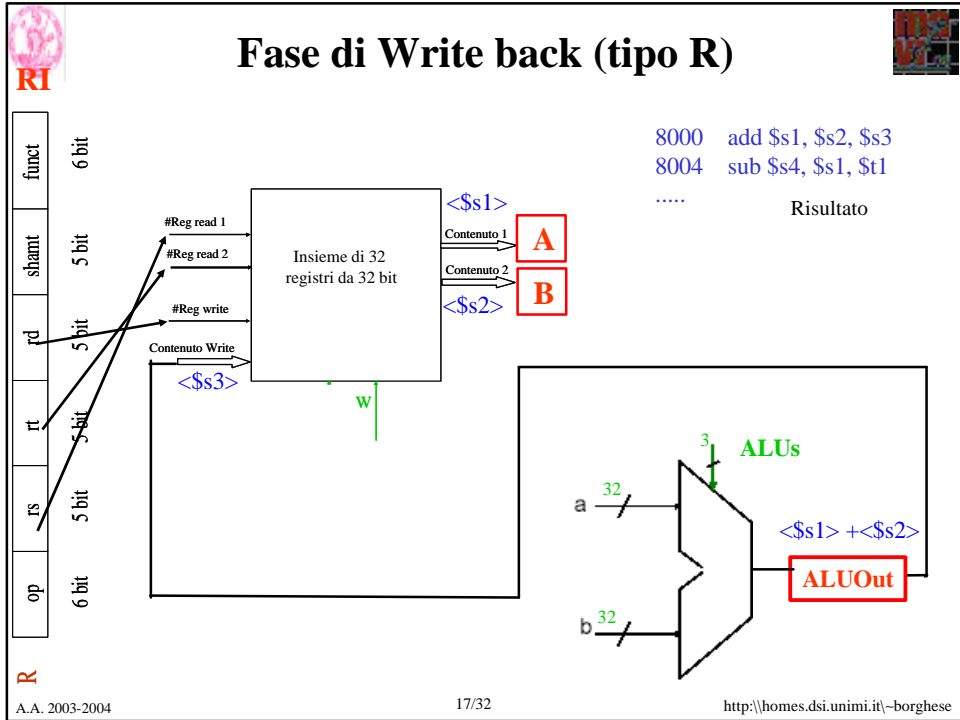 Fase di Write back (tipo R)
RI
8000 add $s1, $s2, $s3
8004 sub $s4, $s1, $t1
.....
Risultato
funct
6 bit
shamt
5 bit
rd
5 bit
rt
5 bit
rs
5 bit
op
6 bit
R
#Reg read 1
#Reg read 2
#Reg write
Contenuto Write
<$s3>
Insieme di 32
registri da 32 bit
W
<$s1>
Contenuto 1
A
Contenuto 2
B
<$s2>
3
ALUs
a
32
b
32
<$s1> +<$s2>
ALUOut
A.A. 2003-2004
17/32
http:\\homes.dsi.unimi.it\~borghese